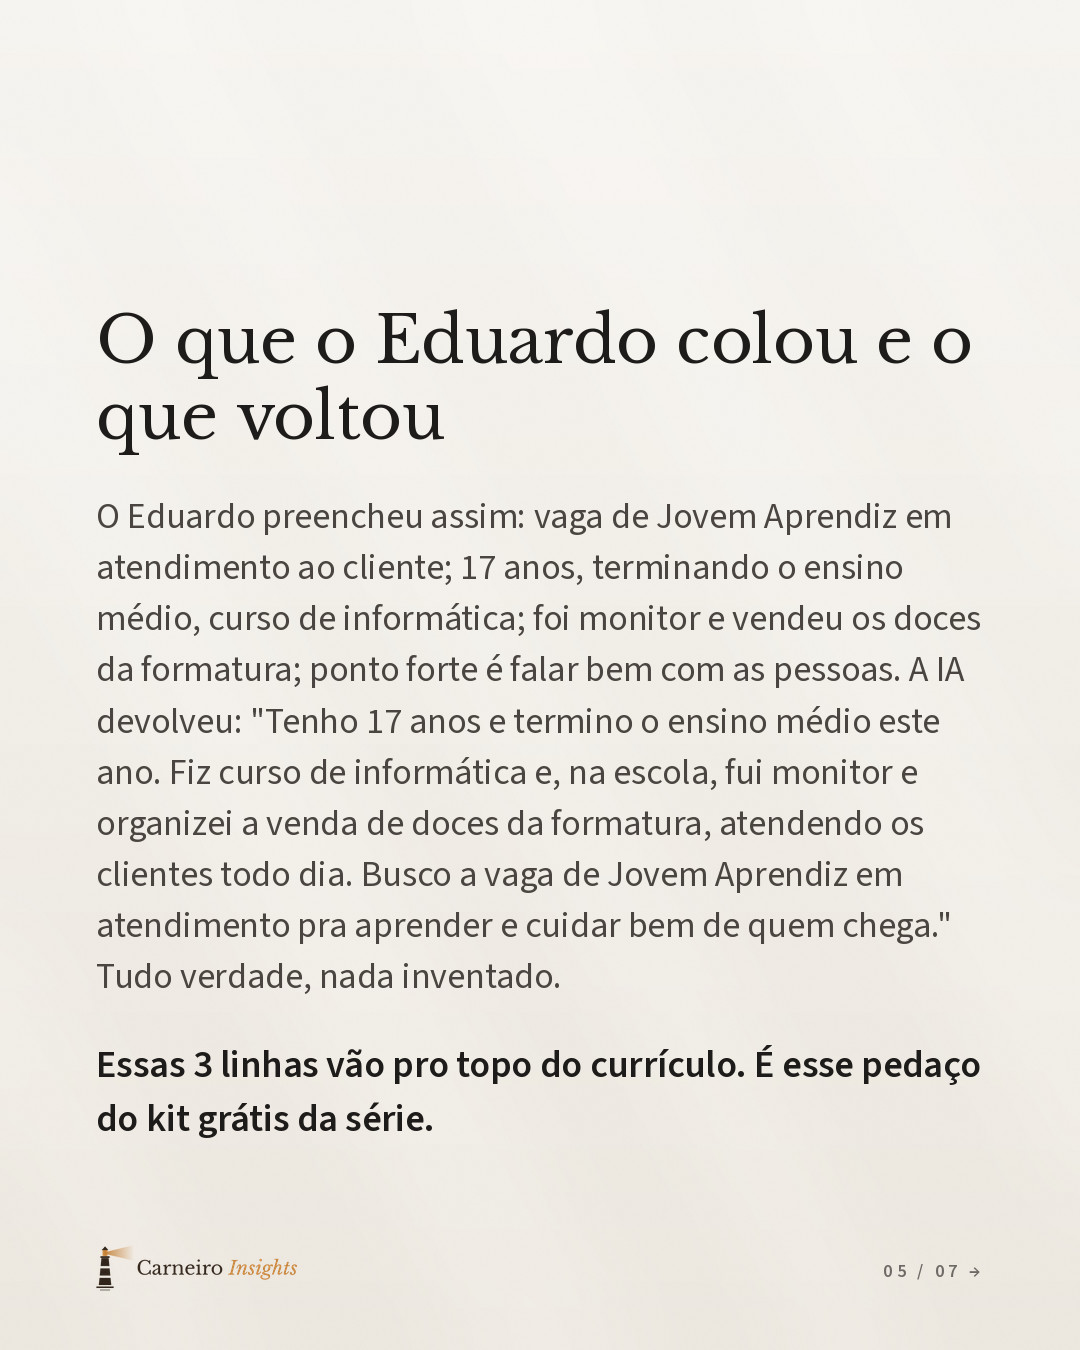 O que o Eduardo colou e o
que voltou
O Eduardo preencheu assim: vaga de Jovem Aprendiz em
atendimento ao cliente; 17 anos, terminando o ensino
médio, curso de informática; foi monitor e vendeu os doces
da formatura; ponto forte é falar bem com as pessoas. A IA
devolveu: "Tenho 17 anos e termino o ensino médio este
ano. Fiz curso de informática e, na escola, fui monitor e
organizei a venda de doces da formatura, atendendo os
clientes todo dia. Busco a vaga de Jovem Aprendiz em
atendimento pra aprender e cuidar bem de quem chega."
Tudo verdade, nada inventado.
Essas 3 linhas vão pro topo do currículo. É esse pedaço
do kit grátis da série.
Carneiro Insights
05 / 07 →